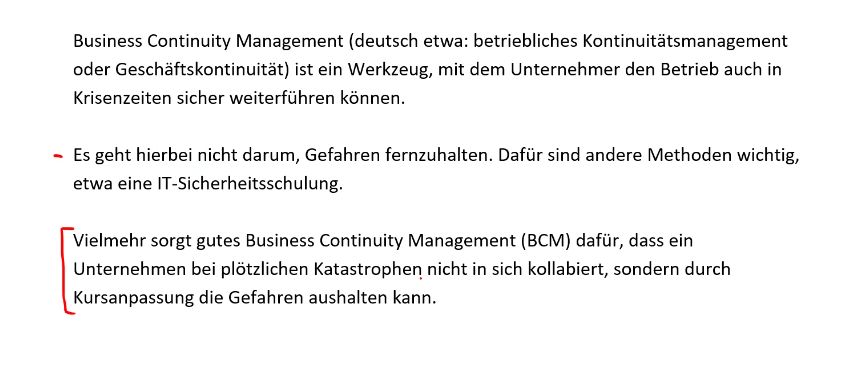 Business Continuity Management (deutsch etwa: betriebliches Kontinuitätsmanagement
oder Geschäftskontinuität) ist ein Werkzeug, mit dem Unternehmer den Betrieb auch in
Krisenzeiten sicher weiterführen können.
Es geht hierbei nicht darum, Gefahren fernzuhalten. Dafür sind andere Methoden wichtig,
etwa eine IT-Sicherheitsschulung.
Vielmehr sorgt gutes Business Continuity Management (BCM) dafür, dass ein
Unternehmen bei plötzlichen Katastrophen nicht in sich kollabiert, sondern durch
Kursanpassung die Gefahren aushalten kann.